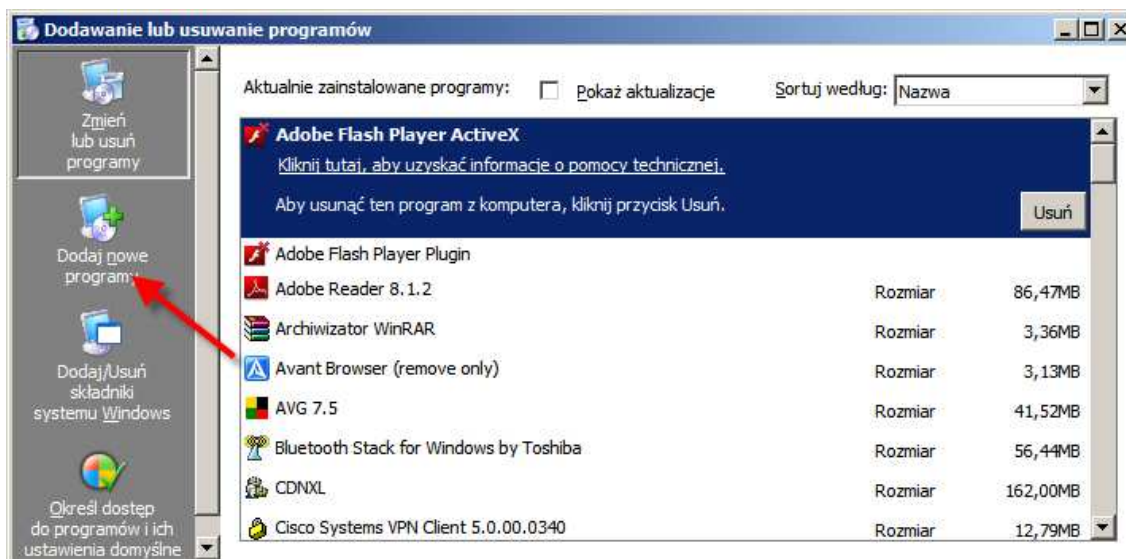 Dodawanie lub usuwanie programów
Zmień
lub usuń
programy
Dodaj nowe
programy
Dodaj/Usuń
składniki
systemu Windows
Określ dostęp
do programów i ich
ustawienia domyślne
Aktualnie zainstalowane programy: Pokaż aktualizacje Sortuj według: Nazwa
Adobe Flash Player ActiveX
Kliknij tutaj, aby uzyskać informacje o pomocy technicznej.
Aby usunąć ten program z komputera, kliknij przycisk Usuń. Usuń
Adobe Flash Player Plugin
Adobe Reader 8.1.2 Rozmiar 86,47MB
Archiwizator WinRAR Rozmiar 3,36MB
Avant Browser (remove only) Rozmiar 3,13MB
AVG 7.5 Rozmiar 41,52MB
Bluetooth Stack for Windows by Toshiba Rozmiar 56,44MB
CDNXL Rozmiar 162,00MB
Cisco Systems VPN Client 5.0.00.0340 Rozmiar 12,79MB